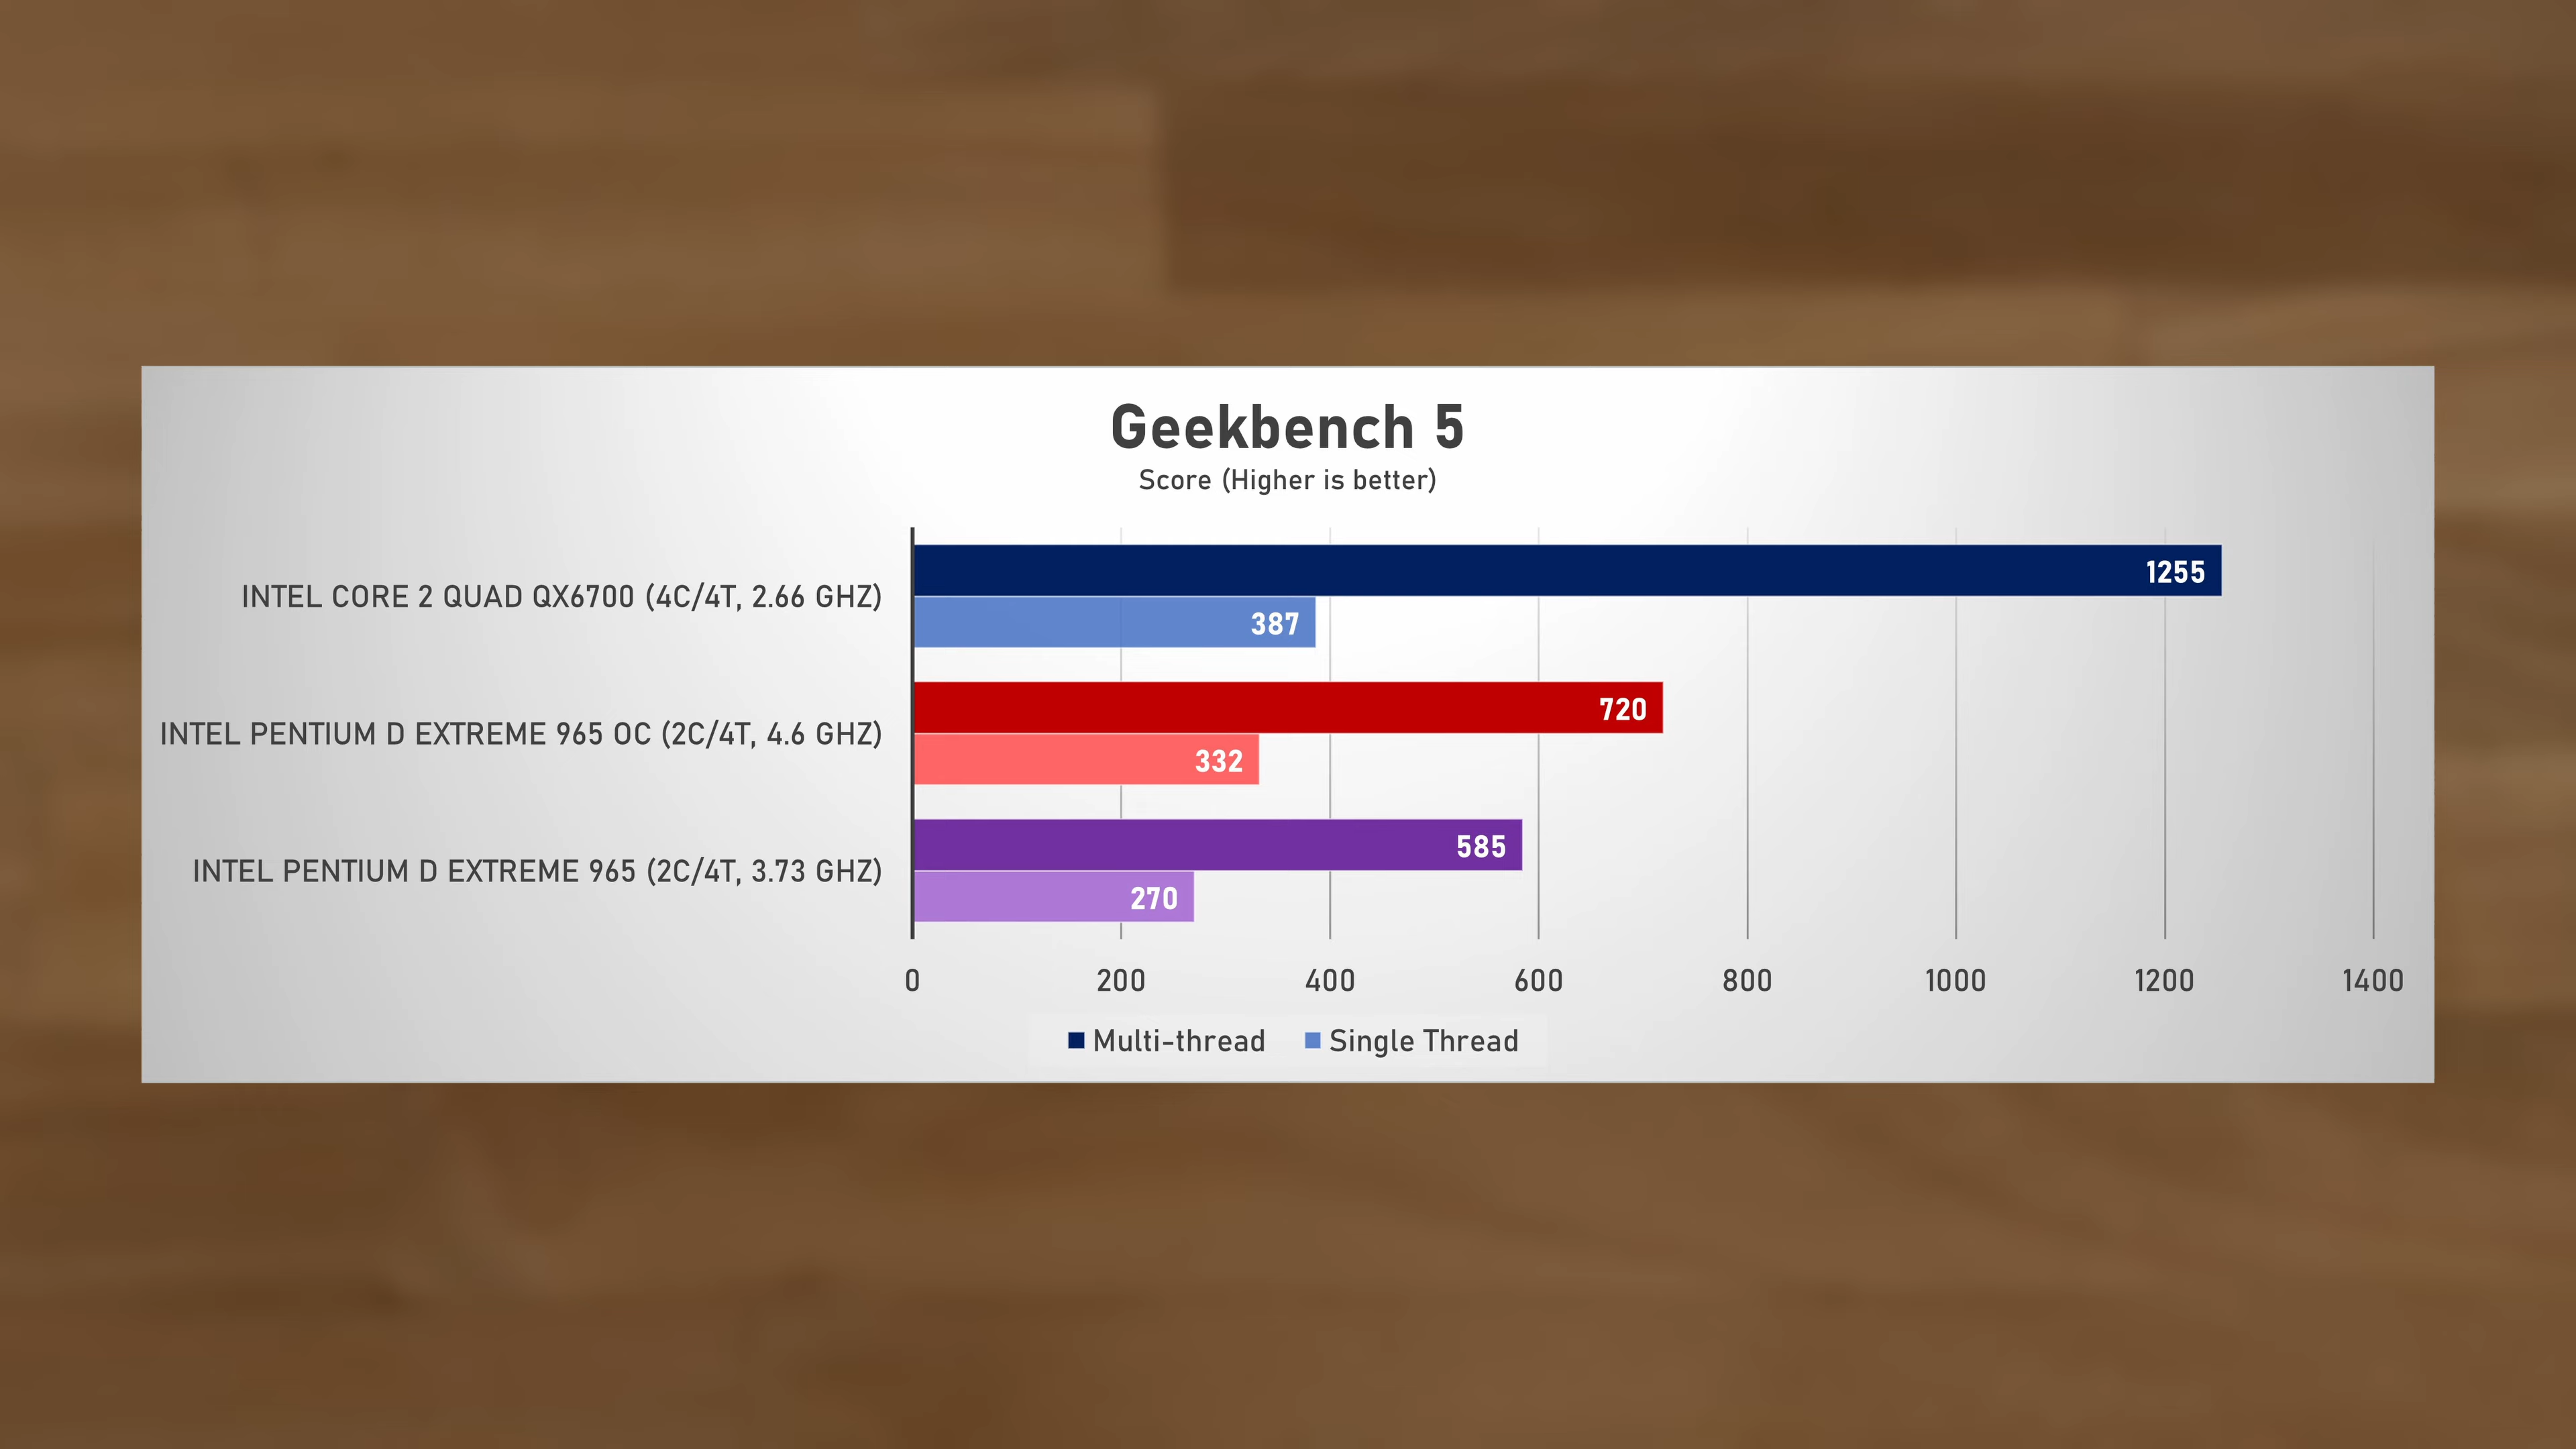 Geekbench 5
Score (Higher is better)
INTEL CORE 2 QUAD QX6700 (4C/4T, 2.66 GHZ)
1255
387
INTEL PENTIUM D EXTREME 965 OC (2C/4T, 4.6 GHZ)
720
332
INTEL PENTIUM D EXTREME 965 (2C/4T, 3.73 GHZ)
585
270
0 200 400 600 800 1000 1200 1400
Multi-thread Single Thread